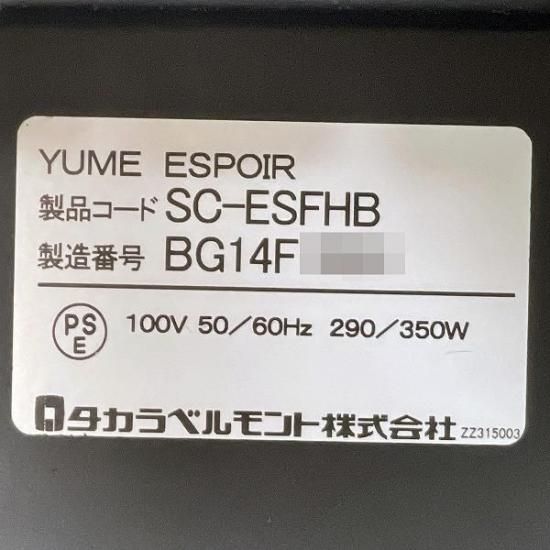 YUME ESPOIR
製品コード SC-ESFHB
製造番号 BG14F
PSE 100V 50/60Hz 290/350W
タカラベルモント株式会社 ZZ315003